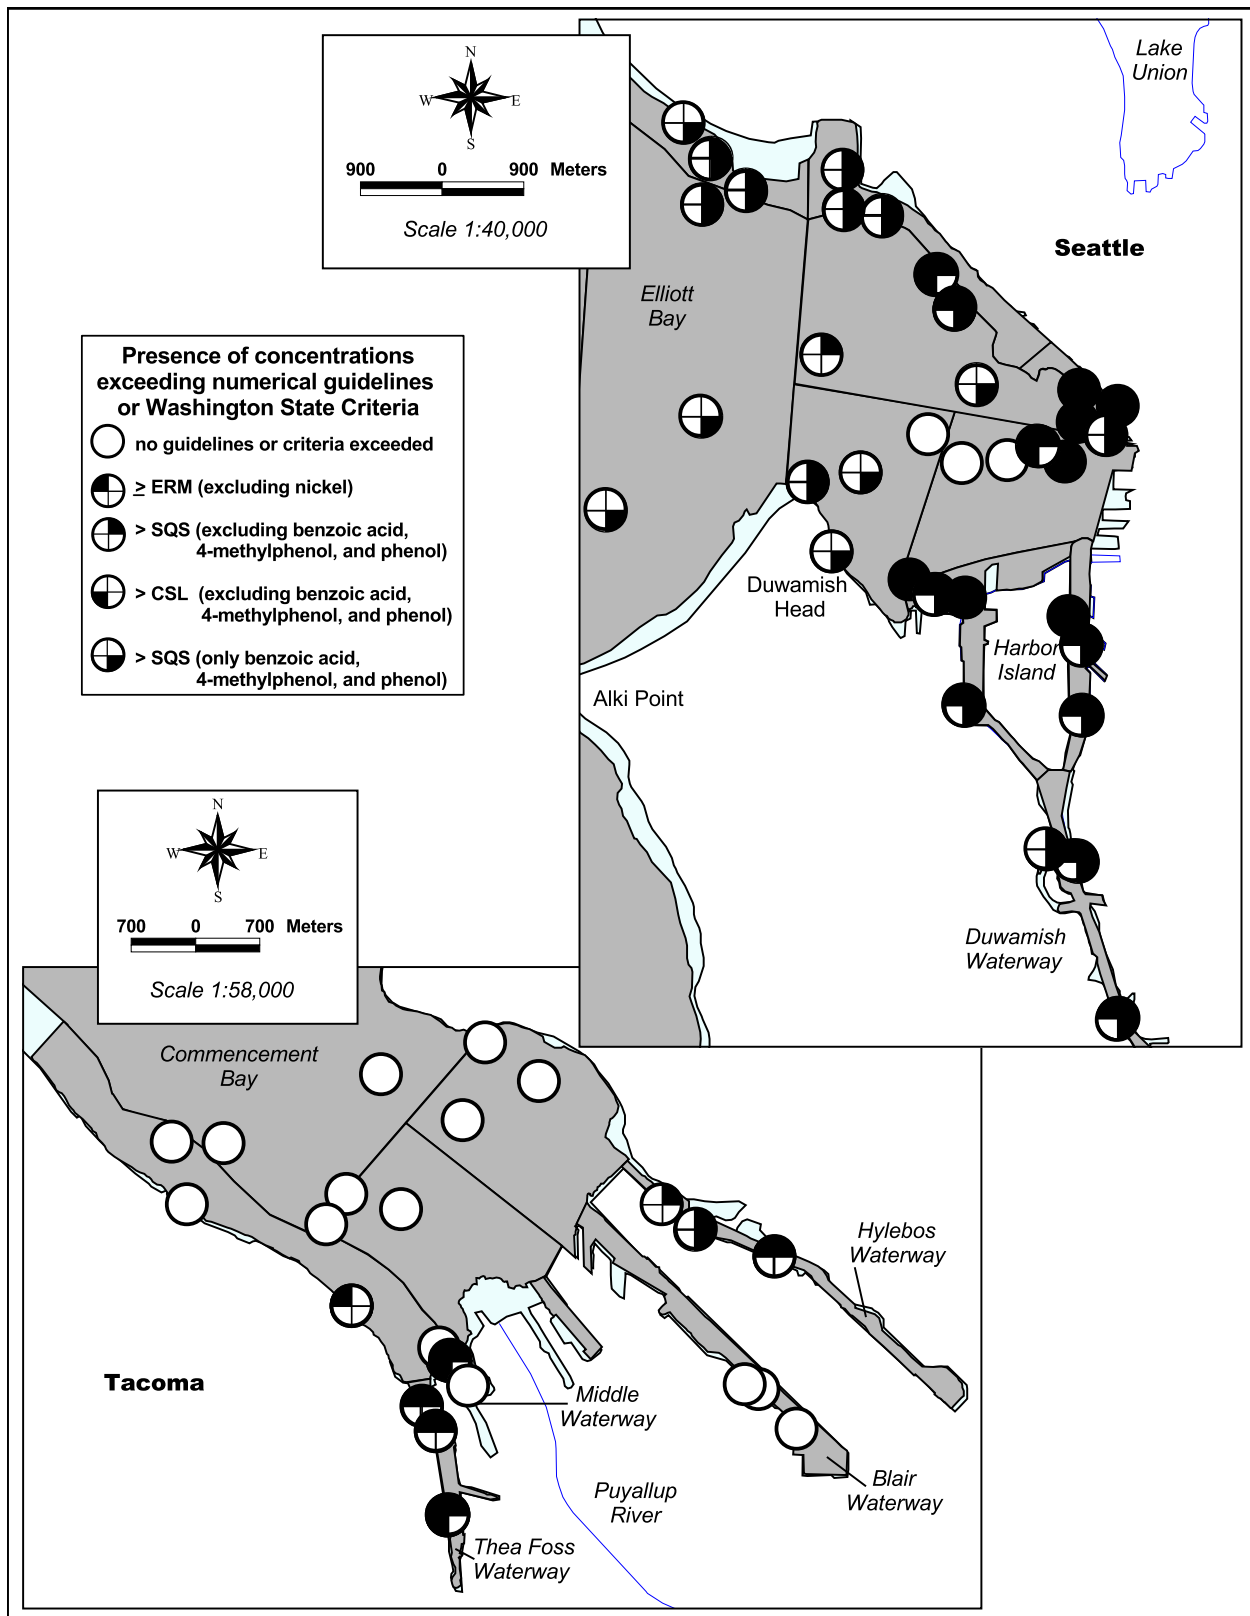 Lake
Union
N
W
E
S
900
0
900
Meters
Scale 1:40,000
Seattle
Elliott
Bay
Presence of concentrations
exceeding numerical guidelines
or Washington State Criteria
no guidelines or criteria exceeded
> ERM (excluding nickel)
> SQS (excluding benzoic acid,
4-methylphenol, and phenol)
> CSL (excluding benzoic acid,
4-methylphenol, and phenol)
> SQS (only benzoic acid,
4-methylphenol, and phenol)
Duwamish
Head
Harbor
Island
Alki Point
N
W
E
S
700
0
700
Meters
Scale 1:58,000
Duwamish
Waterway
Commencement
Bay
Hylebos
Waterway
Tacoma
Middle
Waterway
Blair
Waterway
Puyallup
River
Thea Foss
Waterway